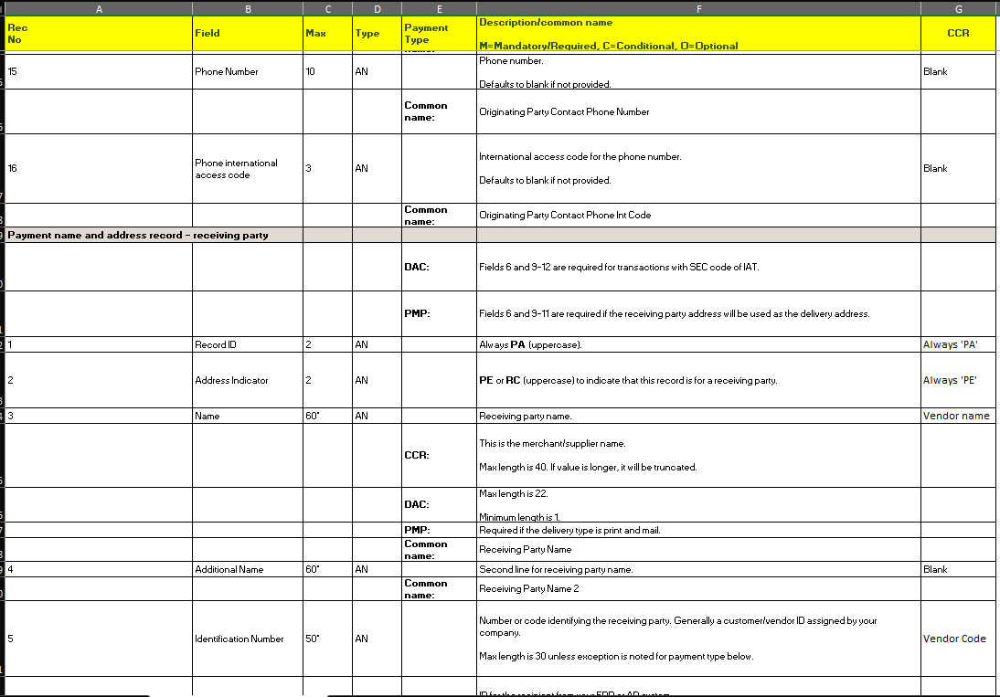 A B C D E F G
Rec No Field Max Type Payment Type Description/common name
M=Mandatory/Required, C=Conditional, O=Optional CCR
15 Phone Number 10 AN Phone number. Blank
Defaults to blank if not provided.
Common name: Originating Party Contact Phone Number
16 Phone international access code 3 AN International access code for the phone number. Blank
Defaults to blank if not provided.
Common name: Originating Party Contact Phone Int Code
Payment name and address record - receiving party
DAC: Fields 6 and 9-12 are required for transactions with SEC code of IAT.
PMP: Fields 6 and 9-11 are required if the receiving party address will be used as the delivery address.
1 Record ID 2 AN Always PA (uppercase). Always 'PA'
2 Address Indicator 2 AN PE or RC (uppercase) to indicate that this record is for a receiving party. Always 'PE'
3 Name 60* AN Receiving party name. Vendor name
CCR: This is the merchant/supplier name.
Max length is 40. If value is longer, it will be truncated.
DAC: Max length is 22.
Minimum length is 1.
PMP: Required if the delivery type is print and mail.
Common name: Receiving Party Name
4 Additional Name 60* AN Second line for receiving party name. Blank
Common name: Receiving Party Name 2
5 Identification Number 50* AN Number or code identifying the receiving party. Generally a customer/vendor ID assigned by your company. Vendor Code
Max length is 30 unless exception is noted for payment type below.